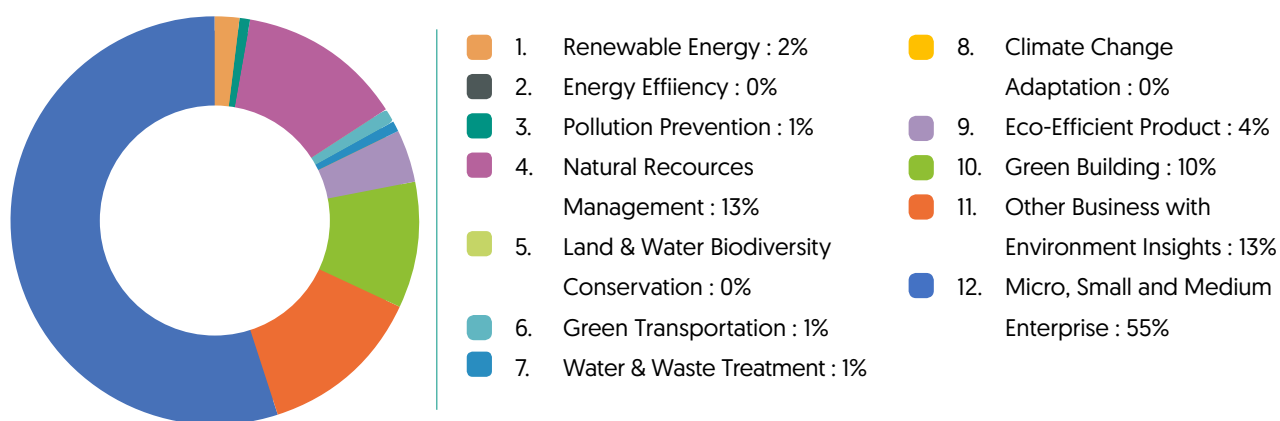 1. Renewable Energy : 2%
2. Energy Effiiency : 0%
3. Pollution Prevention : 1%
4. Natural Recources
Management : 13%
5. Land & Water Biodiversity
Conservation : 0%
6. Green Transportation : 1%
7. Water & Waste Treatment : 1%
8. Climate Change
Adaptation : 0%
9. Eco-Efficient Product : 4%
10. Green Building : 10%
11. Other Business with
Environment Insights : 13%
12. Micro, Small and Medium
Enterprise : 55%